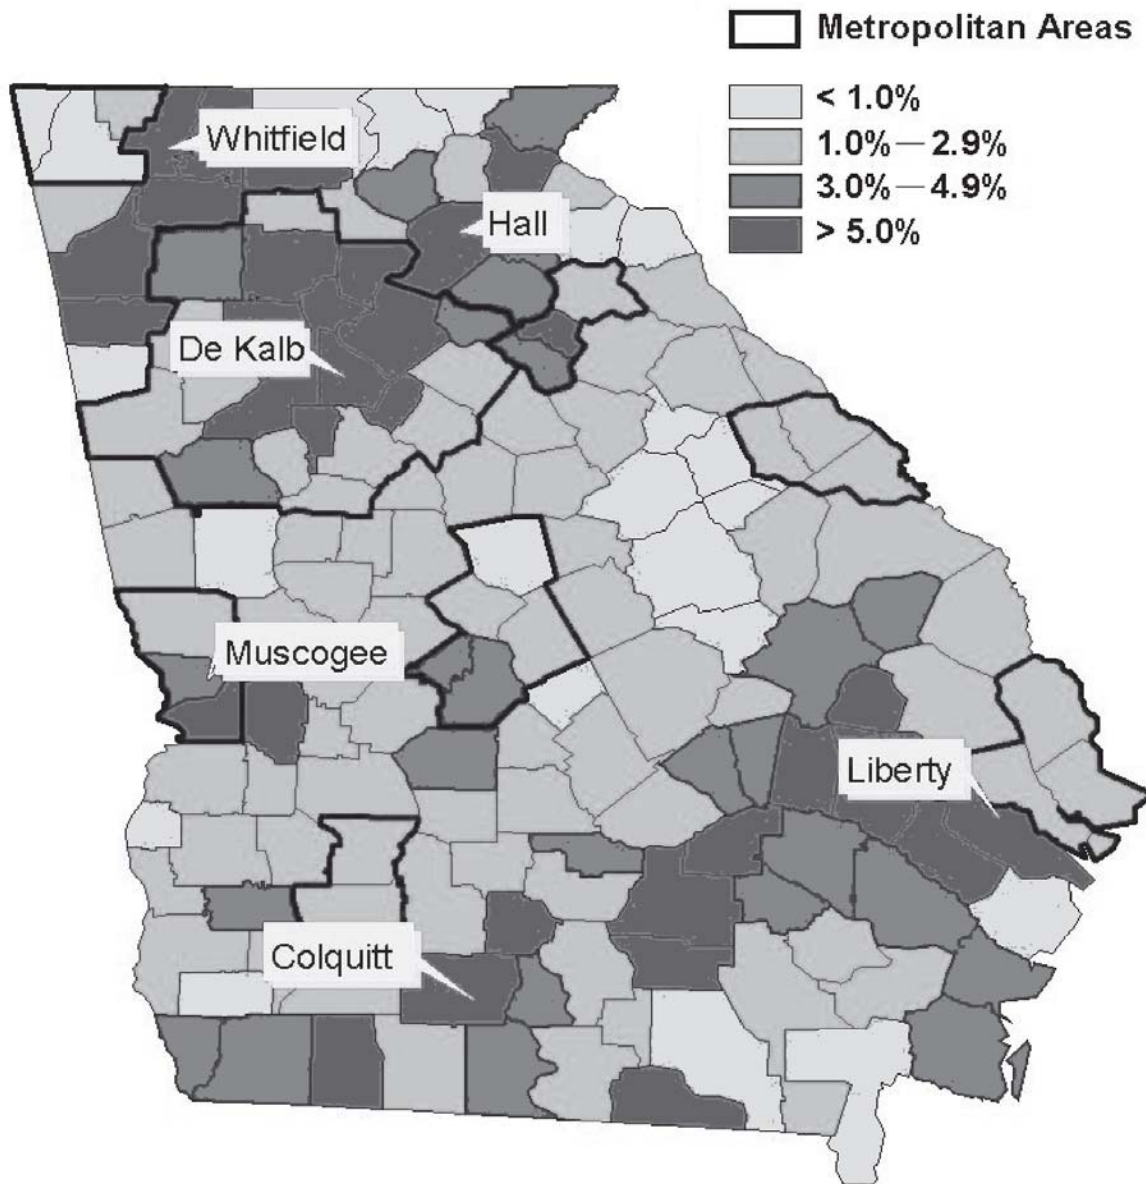 Metropolitan Areas
< 1.0%
1.0%—2.9%
3.0%—4.9%
> 5.0%
Whitfield
Hall
De Kalb
Muscogee
Liberty
Colquitt